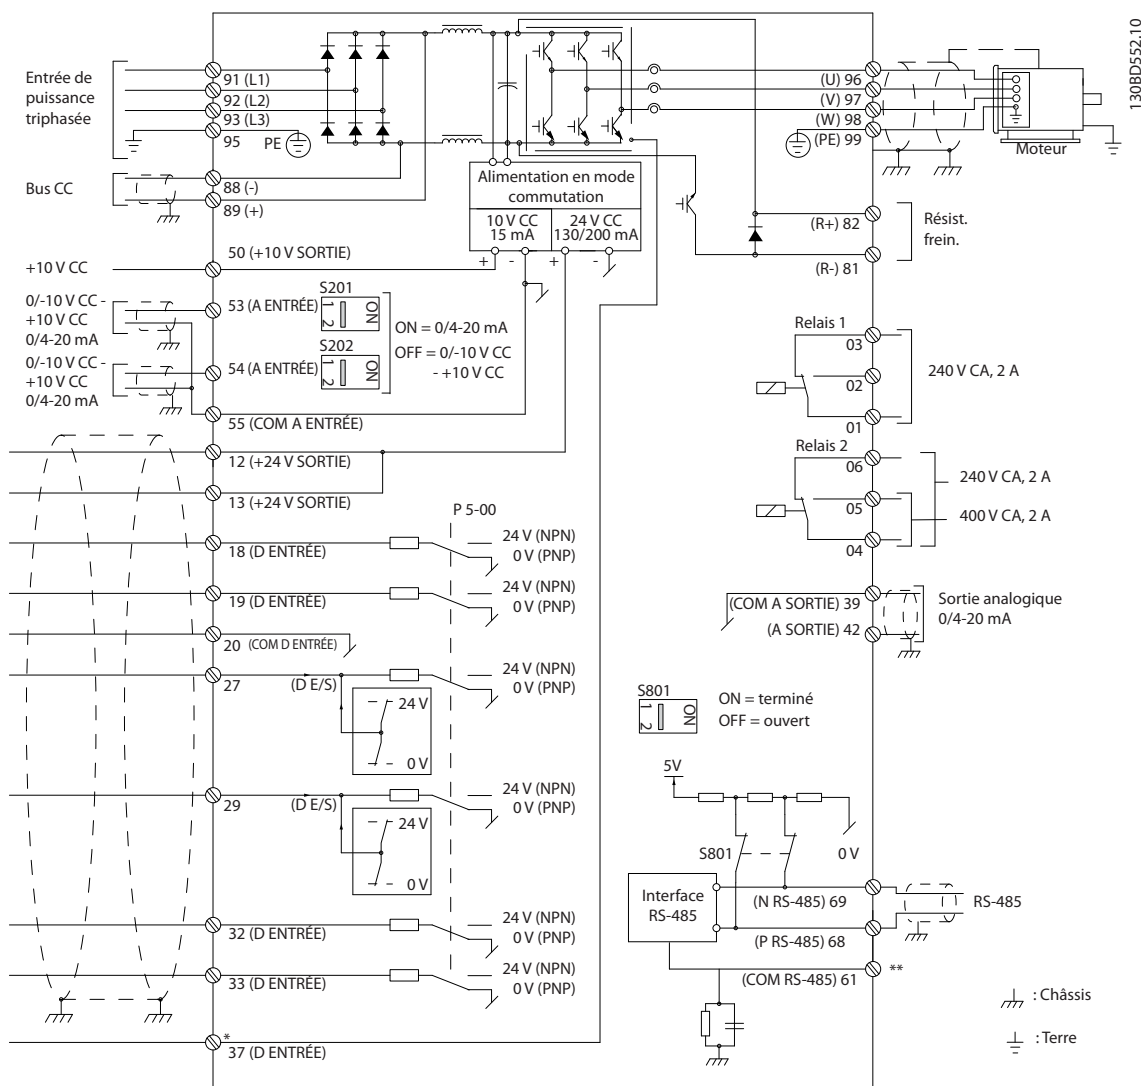 130BD552.10
Entrée de
puissance
triphasée
91 (L1)
92 (L2)
93 (L3)
95
PE
Bus CC
88 (-)
89 (+)
Alimentation en mode
commutation
10 V CC
15 mA
24 V CC
130/200 mA
+ - + -
(U) 96
(V) 97
(W) 98
(PE) 99
Moteur
(R+) 82
(R-) 81
Résist.
frein.
+10 V CC
50 (+10 V SORTIE)
0/-10 V CC -
+10 V CC
0/4-20 mA
53 (A ENTRÉE)
S201
1 2
ON
0/-10 V CC -
+10 V CC
0/4-20 mA
54 (A ENTRÉE)
S202
1 2
ON
ON = 0/4-20 mA
OFF = 0/-10 V CC
- +10 V CC
55 (COM A ENTRÉE)
12 (+24 V SORTIE)
13 (+24 V SORTIE)
P 5-00
18 (D ENTRÉE)
24 V (NPN)
0 V (PNP)
19 (D ENTRÉE)
24 V (NPN)
0 V (PNP)
20 (COM D ENTRÉE)
27
(D E/S)
24 V (NPN)
0 V (PNP)
24 V
0 V
29
(D E/S)
24 V (NPN)
0 V (PNP)
24 V
0 V
32 (D ENTRÉE)
24 V (NPN)
0 V (PNP)
33 (D ENTRÉE)
24 V (NPN)
0 V (PNP)
*
37 (D ENTRÉE)
Relais 1
03
02
01
240 V CA, 2 A
Relais 2
06
05
04
240 V CA, 2 A
400 V CA, 2 A
(COM A SORTIE) 39
(A SORTIE) 42
Sortie analogique
0/4-20 mA
S801
1 2
ON
ON = terminé
OFF = ouvert
5V
S801
0 V
Interface
RS-485
(N RS-485) 69
(P RS-485) 68
(COM RS-485) 61
RS-485
**
: Châssis
: Terre